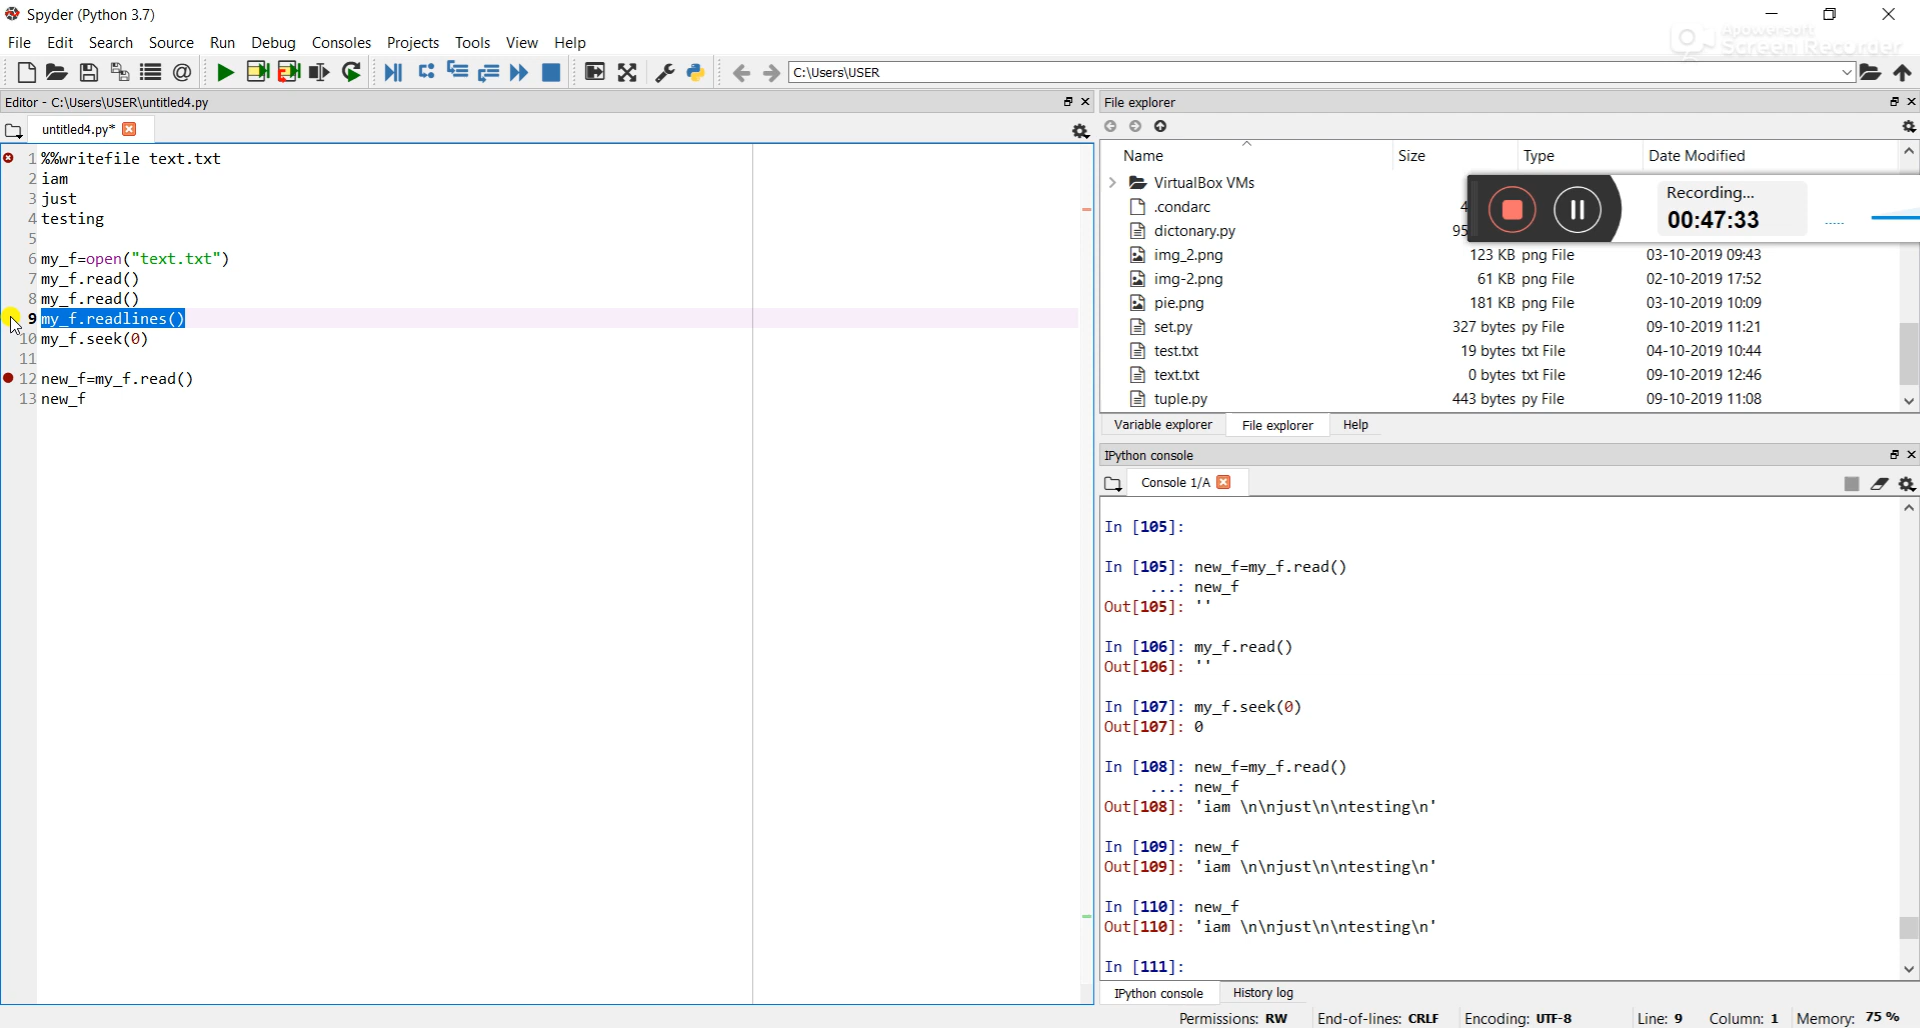 Spyder (Python 3.7)
File Edit Search Source Run Debug Consoles Projects Tools View Help
Apowersoft
Screen Recorder
C:\Users\USER
Editor - C:\Users\USER\untitled4.py
untitled4.py*
1 %%writefile text.txt
2 iam
3 just
4 testing
5
6 my_f=open("text.txt")
7 my_f.read()
8 my_f.read()
9 my_f.readlines()
10 my_f.seek(0)
11
12 new_f=my_f.read()
13 new_f
File explorer
Name Size Type Date Modified
VirtualBox VMs
.condarc 4
dictonary.py 95
img_2.png 123 KB png File 03-10-2019 09:43
img-2.png 61 KB png File 02-10-2019 17:52
pie.png 181 KB png File 03-10-2019 10:09
set.py 327 bytes py File 09-10-2019 11:21
test.txt 19 bytes txt File 04-10-2019 10:44
text.txt 0 bytes txt File 09-10-2019 12:46
tuple.py 443 bytes py File 09-10-2019 11:08
Recording...
00:47:33
Variable explorer File explorer Help
IPython console
Console 1/A
In [105]:
In [105]: new_f=my_f.read()
...: new_f
Out[105]: ''
In [106]: my_f.read()
Out[106]: ''
In [107]: my_f.seek(0)
Out[107]: 0
In [108]: new_f=my_f.read()
...: new_f
Out[108]: 'iam \n\njust\n\ntesting\n'
In [109]: new_f
Out[109]: 'iam \n\njust\n\ntesting\n'
In [110]: new_f
Out[110]: 'iam \n\njust\n\ntesting\n'
In [111]:
IPython console History log
Permissions: RW End-of-lines: CRLF Encoding: UTF-8 Line: 9 Column: 1 Memory: 75 %